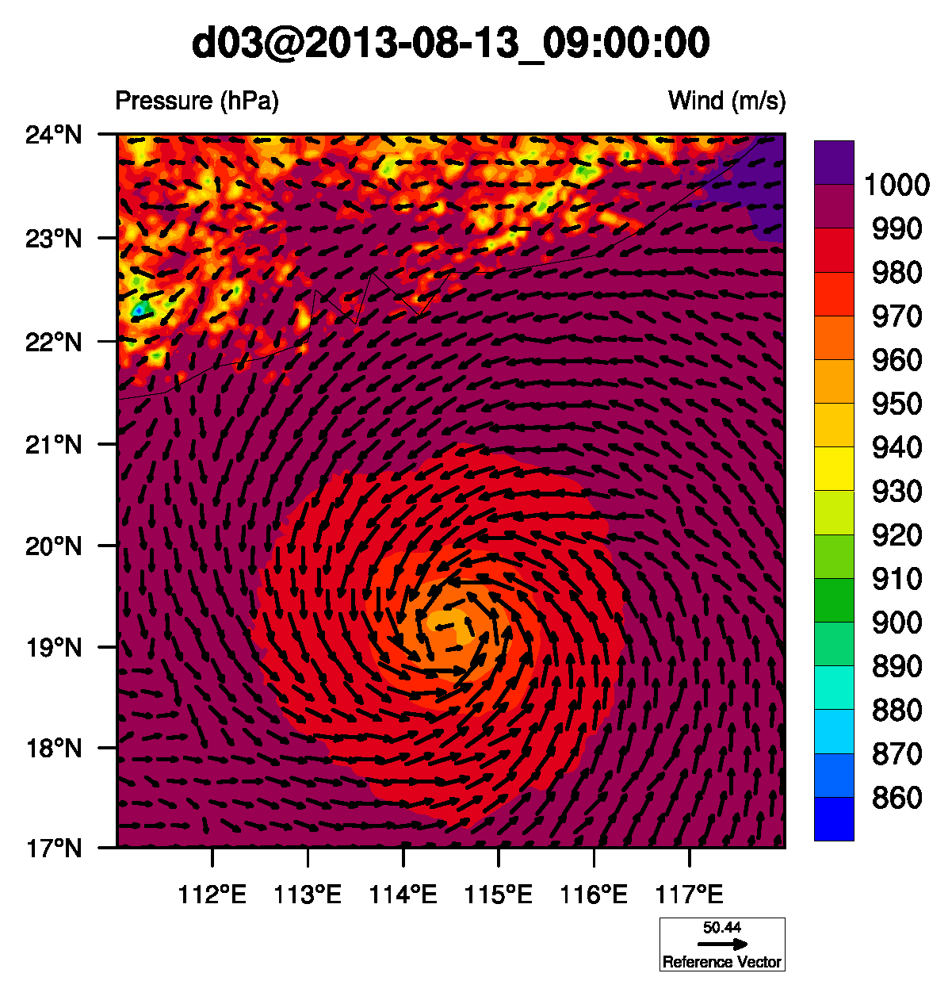 d03@2013-08-13_09:00:00
Pressure (hPa)
Wind (m/s)
24°N
23°N
22°N
21°N
20°N
19°N
18°N
17°N
112°E 113°E 114°E 115°E 116°E 117°E
1000
990
980
970
960
950
940
930
920
910
900
890
880
870
860
50.44
Reference Vector